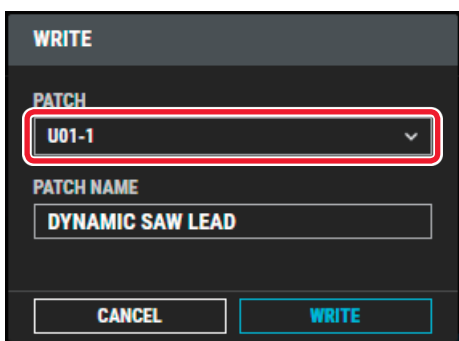 WRITE
PATCH
U01-1
PATCH NAME
DYNAMIC SAW LEAD
CANCEL WRITE